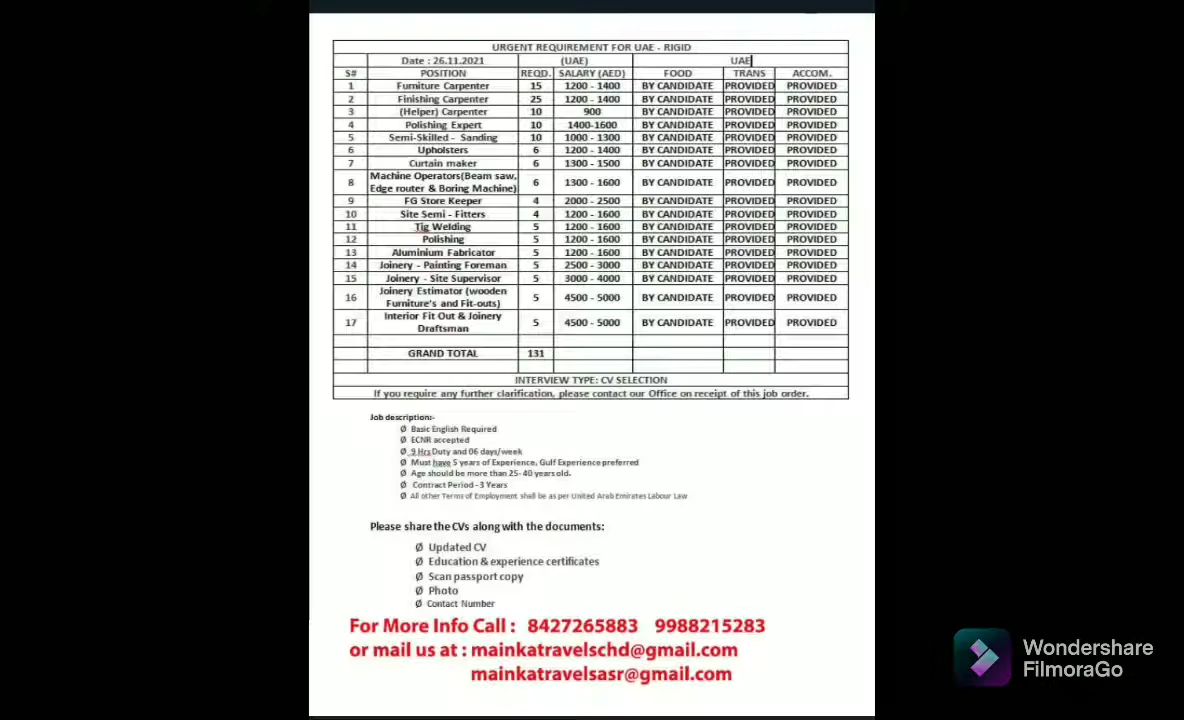 URGENT REQUIREMENT FOR UAE - RIGID
Date : 26.11.2021 (UAE) UAE
S# POSITION REQD. SALARY (AED) FOOD TRANS ACCOM.
1 Furniture Carpenter 15 1200 - 1400 BY CANDIDATE PROVIDED PROVIDED
2 Finishing Carpenter 25 1200 - 1400 BY CANDIDATE PROVIDED PROVIDED
3 (Helper) Carpenter 10 900 BY CANDIDATE PROVIDED PROVIDED
4 Polishing Expert 10 1400-1600 BY CANDIDATE PROVIDED PROVIDED
5 Semi-Skilled - Sanding 10 1000 - 1300 BY CANDIDATE PROVIDED PROVIDED
6 Upholsters 6 1200 - 1400 BY CANDIDATE PROVIDED PROVIDED
7 Curtain maker 6 1300 - 1500 BY CANDIDATE PROVIDED PROVIDED
8 Machine Operators(Beam saw, Edge router & Boring Machine) 6 1300 - 1600 BY CANDIDATE PROVIDED PROVIDED
9 FG Store Keeper 4 2000 - 2500 BY CANDIDATE PROVIDED PROVIDED
10 Site Semi - Fitters 4 1200 - 1600 BY CANDIDATE PROVIDED PROVIDED
11 Tig Welding 5 1200 - 1600 BY CANDIDATE PROVIDED PROVIDED
12 Polishing 5 1200 - 1600 BY CANDIDATE PROVIDED PROVIDED
13 Aluminium Fabricator 5 1200 - 1600 BY CANDIDATE PROVIDED PROVIDED
14 Joinery - Painting Foreman 5 2500 - 3000 BY CANDIDATE PROVIDED PROVIDED
15 Joinery - Site Supervisor 5 3000 - 4000 BY CANDIDATE PROVIDED PROVIDED
16 Joinery Estimator (wooden Furniture's and Fit-outs) 5 4500 - 5000 BY CANDIDATE PROVIDED PROVIDED
17 Interior Fit Out & Joinery Draftsman 5 4500 - 5000 BY CANDIDATE PROVIDED PROVIDED
GRAND TOTAL 131
INTERVIEW TYPE: CV SELECTION
If you require any further clarification, please contact our Office on receipt of this job order.
Job description:-
Ø Basic English Required
Ø ECNR accepted
Ø 9 Hrs Duty and 06 days/week
Ø Must have 5 years of Experience, Gulf Experience preferred
Ø Age should be more than 25- 40 years old.
Ø Contract Period - 3 Years
Ø All other Terms of Employment shall be as per United Arab Emirates Labour Law
Please share the CVs along with the documents:
Ø Updated CV
Ø Education & experience certificates
Ø Scan passport copy
Ø Photo
Ø Contact Number
For More Info Call : 8427265883 9988215283
or mail us at : mainkatravelschd@gmail.com
mainkatravelsasr@gmail.com
Wondershare
FilmoraGo